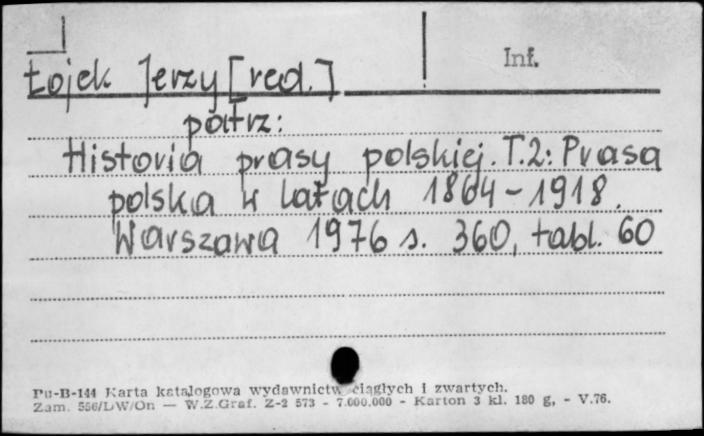 Inf.
Łojek Jerzy [red.]
patrz:
Historia prasy polskiej. T.2: Prasa
polska w latach 1864-1918.
Warszawa 1976 s. 360, tabl. 60
Pu-B-144 Karta katalogowa wydawnictw ciągłych i zwartych.
Zam. 556/LW/On — W.Z.Graf. Z-2 573 - 7.000.000 - Karton 3 kl. 180 g, - V.76.